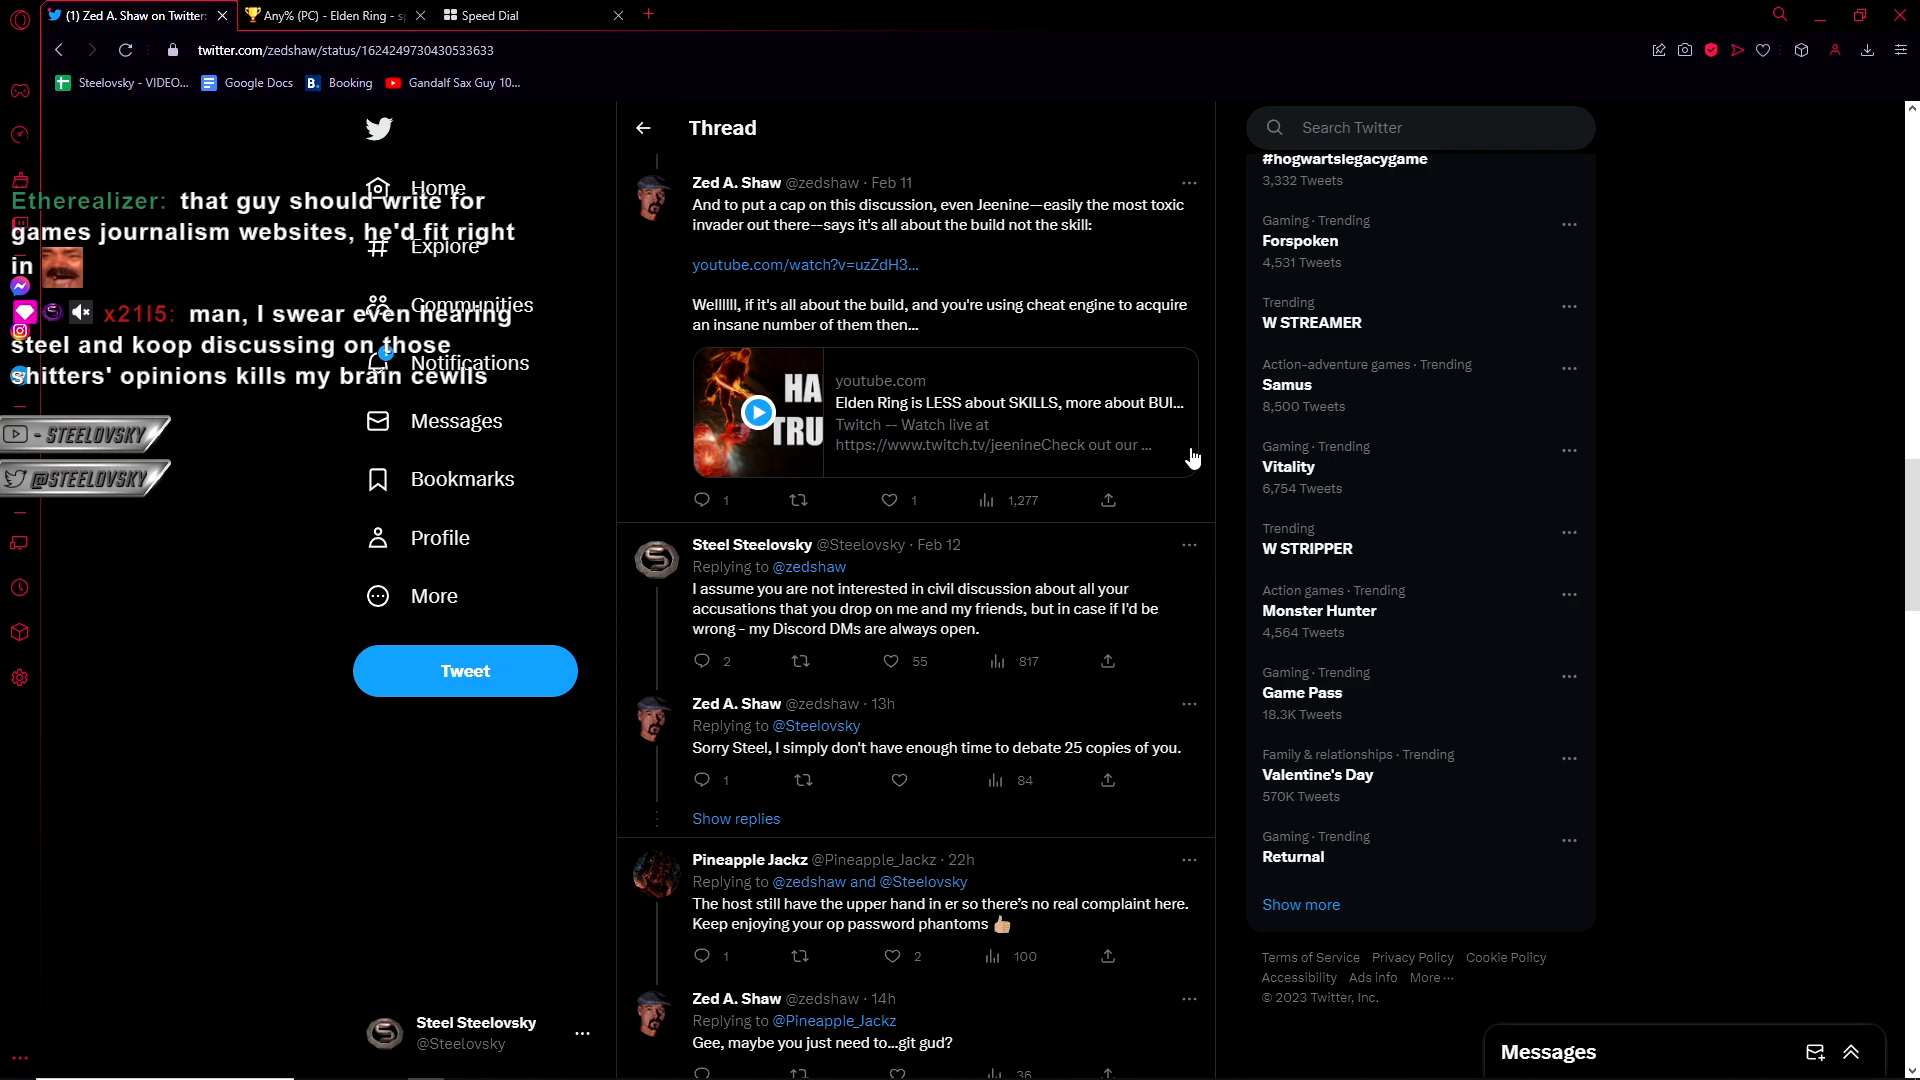 (1) Zed A. Shaw on Twitter:
Any% (PC) - Elden Ring - s
Speed Dial
twitter.com/zedshaw/status/1624249730430533633
Steelovsky - VIDEO...
Google Docs
B. Booking
Gandalf Sax Guy 10...
Etherealizer: that guy should write for
games journalism websites, he'd fit right
in
x21l5: man, I swear even hearing
steel and koop discussing on those
shitters' opinions kills my brain cewlls
- STEELOVSKY
@STEELOVSKY
Home
Explore
Communities
Notifications
Messages
Bookmarks
Profile
More
Tweet
Steel Steelovsky
@Steelovsky
Thread
Zed A. Shaw @zedshaw · Feb 11
And to put a cap on this discussion, even Jeenine--easily the most toxic
invader out there--says it's all about the build not the skill:
youtube.com/watch?v=uzZdH3...
Wellllll, if it's all about the build, and you're using cheat engine to acquire
an insane number of them then...
HA
TRU
youtube.com
Elden Ring is LESS about SKILLS, more about BUI...
Twitch -- Watch live at
https://www.twitch.tv/jeenineCheck out our ...
1
1
1,277
Steel Steelovsky @Steelovsky · Feb 12
Replying to @zedshaw
I assume you are not interested in civil discussion about all your
accusations that you drop on me and my friends, but in case if I'd be
wrong - my Discord DMs are always open.
2
55
817
Zed A. Shaw @zedshaw · 13h
Replying to @Steelovsky
Sorry Steel, I simply don't have enough time to debate 25 copies of you.
1
84
Show replies
Pineapple Jackz @Pineapple_Jackz · 22h
Replying to @zedshaw and @Steelovsky
The host still have the upper hand in er so there's no real complaint here.
Keep enjoying your op password phantoms
1
2
100
Zed A. Shaw @zedshaw · 14h
Replying to @Pineapple_Jackz
Gee, maybe you just need to...git gud?
36
Search Twitter
#hogwartslegacygame
3,332 Tweets
Gaming · Trending
Forspoken
4,531 Tweets
Trending
W STREAMER
Action-adventure games · Trending
Samus
8,500 Tweets
Gaming · Trending
Vitality
6,754 Tweets
Trending
W STRIPPER
Action games · Trending
Monster Hunter
4,564 Tweets
Gaming · Trending
Game Pass
18.3K Tweets
Family & relationships · Trending
Valentine's Day
570K Tweets
Gaming · Trending
Returnal
Show more
Terms of Service Privacy Policy Cookie Policy
Accessibility Ads info More ···
© 2023 Twitter, Inc.
Messages